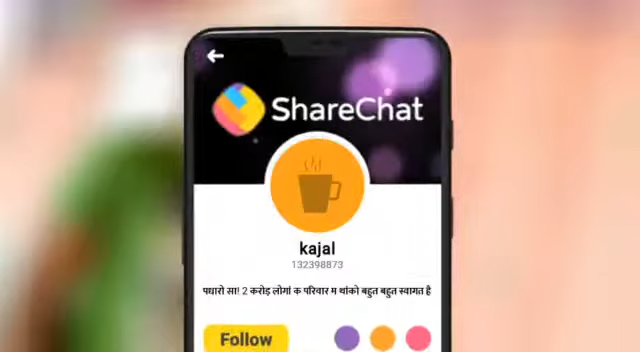 ShareChat
kajal
132398873
पधारो सा! 2 करोड़ लोगां क परिवार म थांको बहुत बहुत स्वागत है
Follow